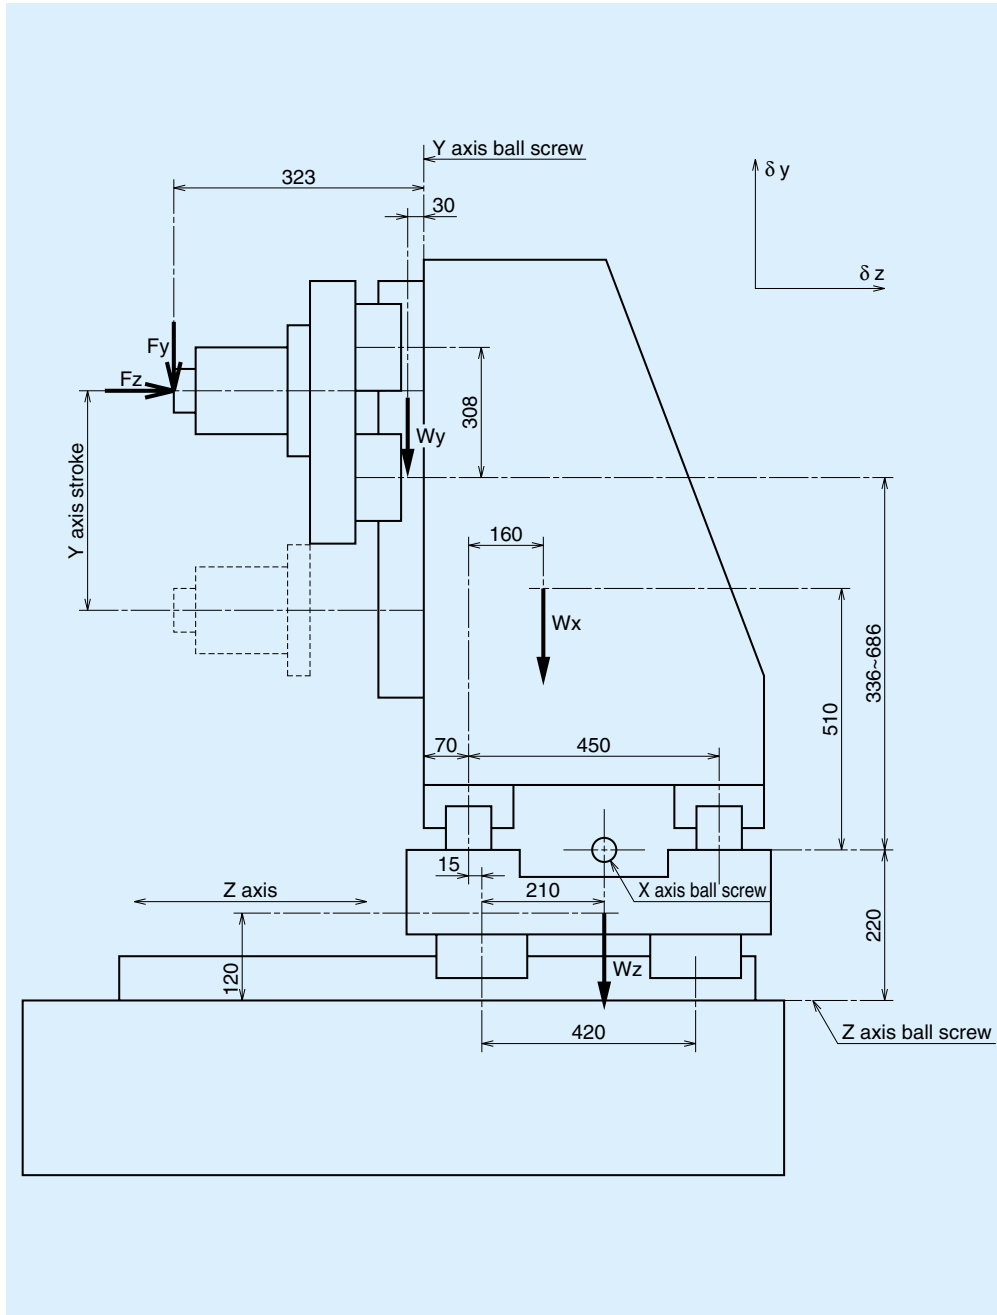 Y axis ball screw
δ y
323
30
δ z
Fy
Fz
308
Wy
Y axis stroke
160
Wx
336~686
510
70
450
15
X axis ball screw
Z axis
210
220
120
Wz
420
Z axis ball screw